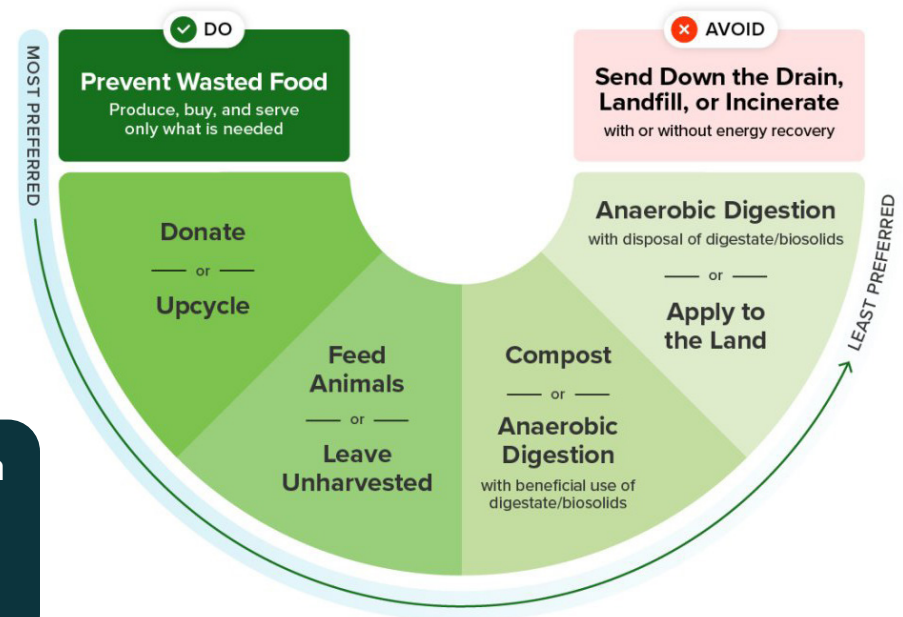 DO
Prevent Wasted Food
Produce, buy, and serve
only what is needed
AVOID
Send Down the Drain,
Landfill, or Incinerate
with or without energy recovery
MOST PREFERRED
Donate
or
Upcycle
Feed
Animals
or
Leave
Unharvested
Compost
or
Anaerobic
Digestion
with beneficial use of
digestate/biosolids
Anaerobic Digestion
with disposal of digestate/biosolids
or
Apply to
the Land
LEAST PREFERRED